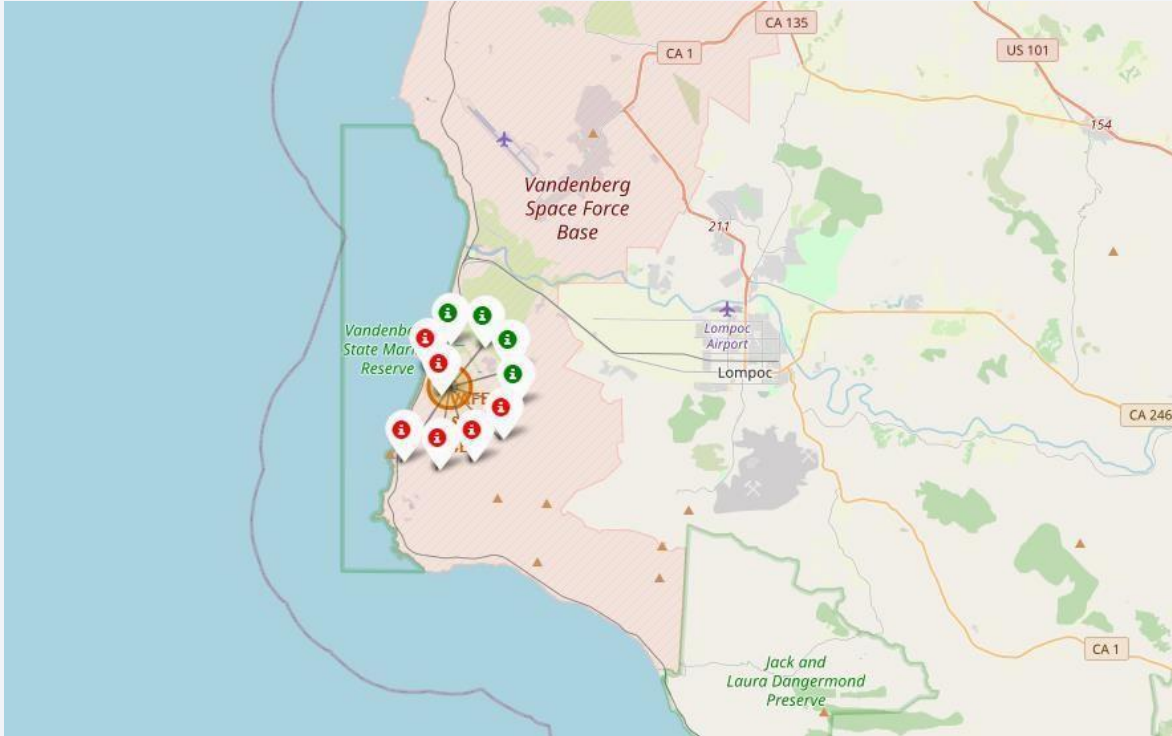 CA 135
CA 1
US 101
154
Vandenberg
Space Force
Base
211
Vandenb
State Mar
Reserve
Lompoc
Airport
Lompoc
CA 246
CA 1
Jack and
Laura Dangermond
Preserve